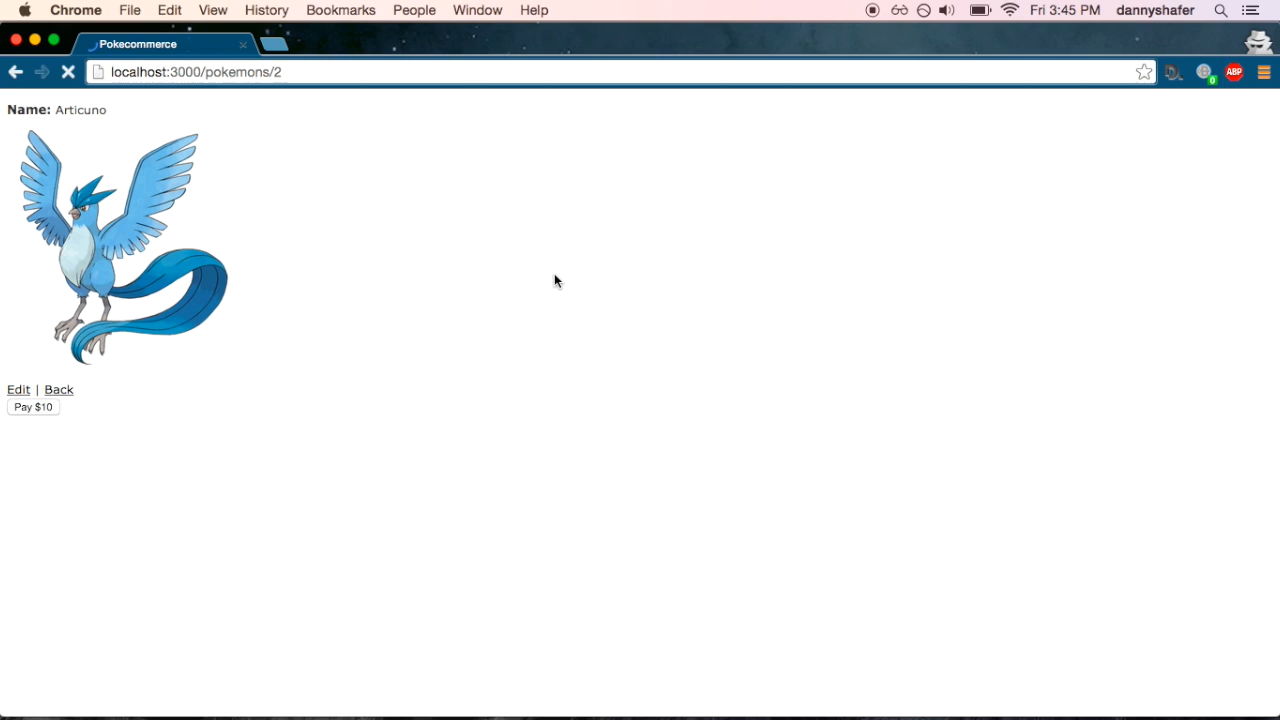 Chrome File Edit View History Bookmarks People Window Help Fri 3:45 PM dannyshafer
Pokecommerce
localhost:3000/pokemons/2 0 ABP
Name: Articuno
Edit | Back
Pay $10